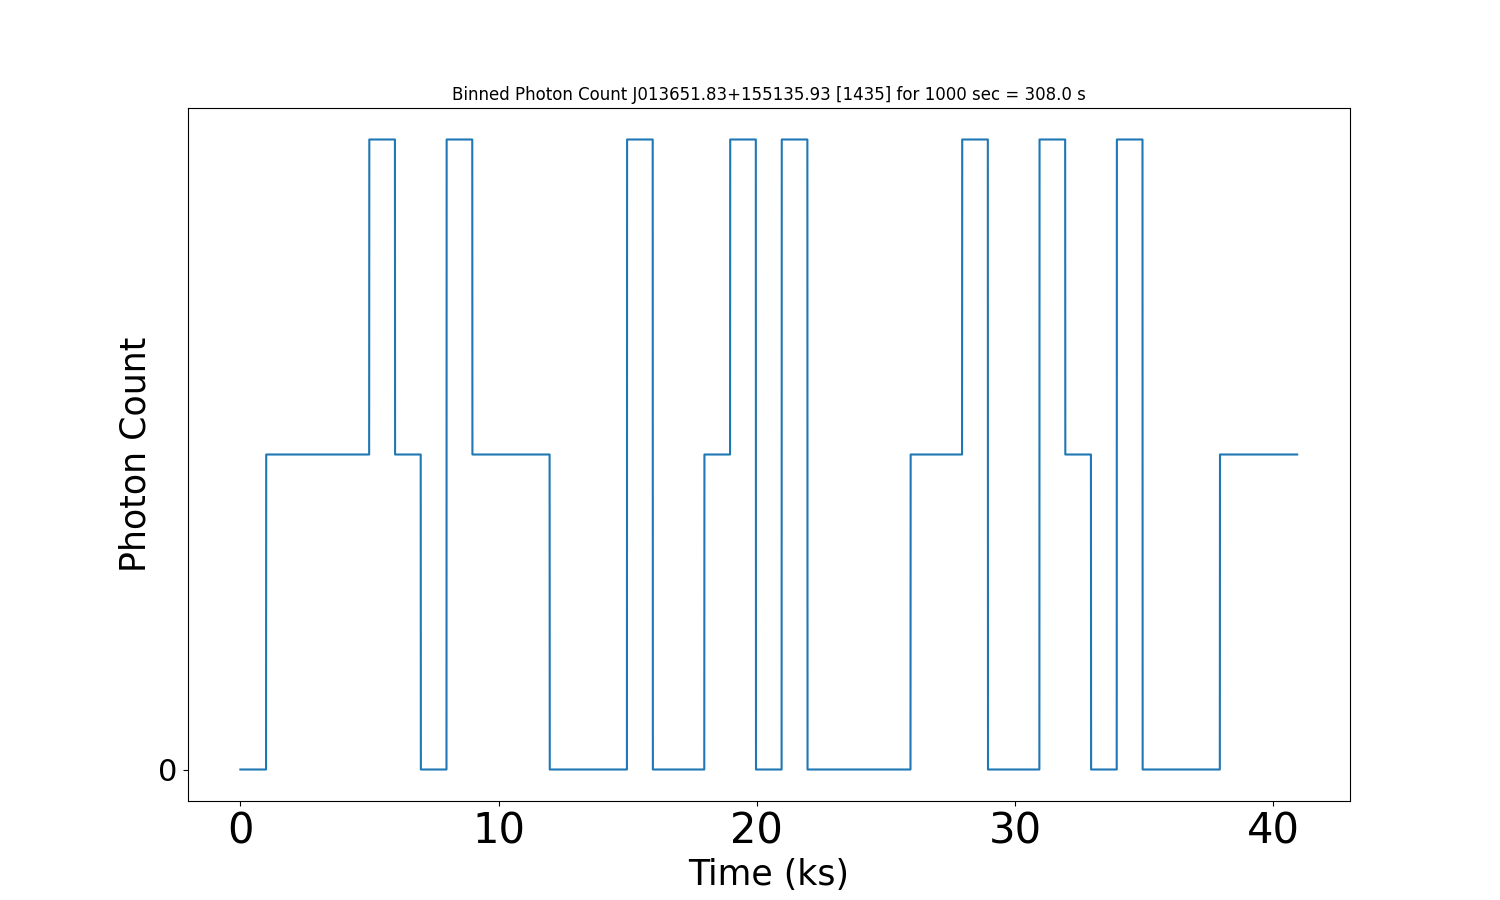 Binned Photon Count J013651.83+155135.93 [1435] for 1000 sec = 308.0 s
Photon Count
0
0 10 20 30 40
Time (ks)